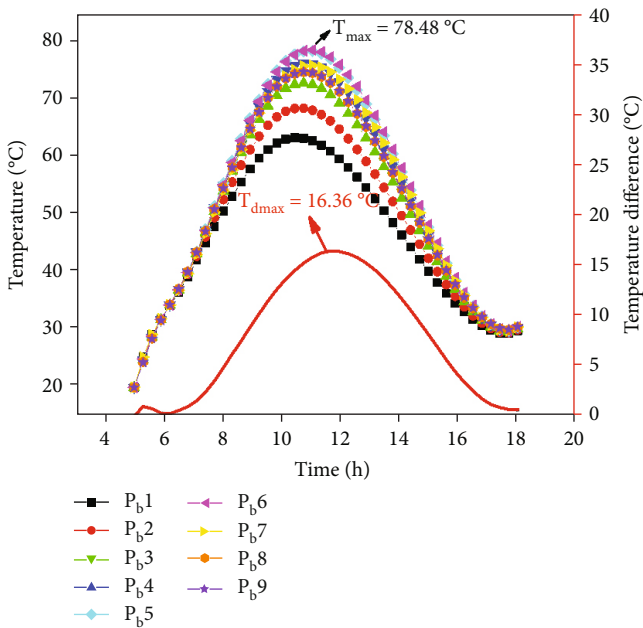 T_max = 78.48 °C
T_dmax = 16.36 °C
Temperature (°C)
80
70
60
50
40
30
20
Temperature difference (°C)
40
35
30
25
20
15
10
5
0
4 6 8 10 12 14 16 18 20
Time (h)
P_b1 P_b6
P_b2 P_b7
P_b3 P_b8
P_b4 P_b9
P_b5